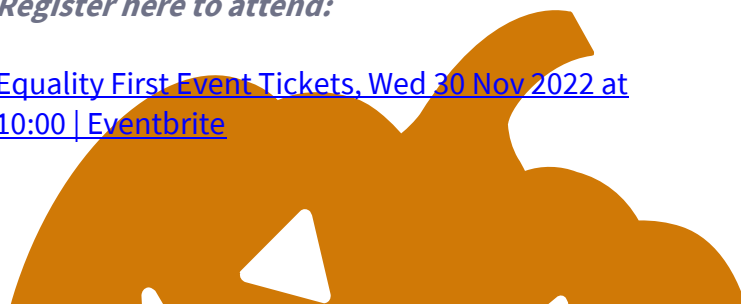 Register here to attend:
Equality First Event Tickets, Wed 30 Nov 2022 at
10:00 | Eventbrite